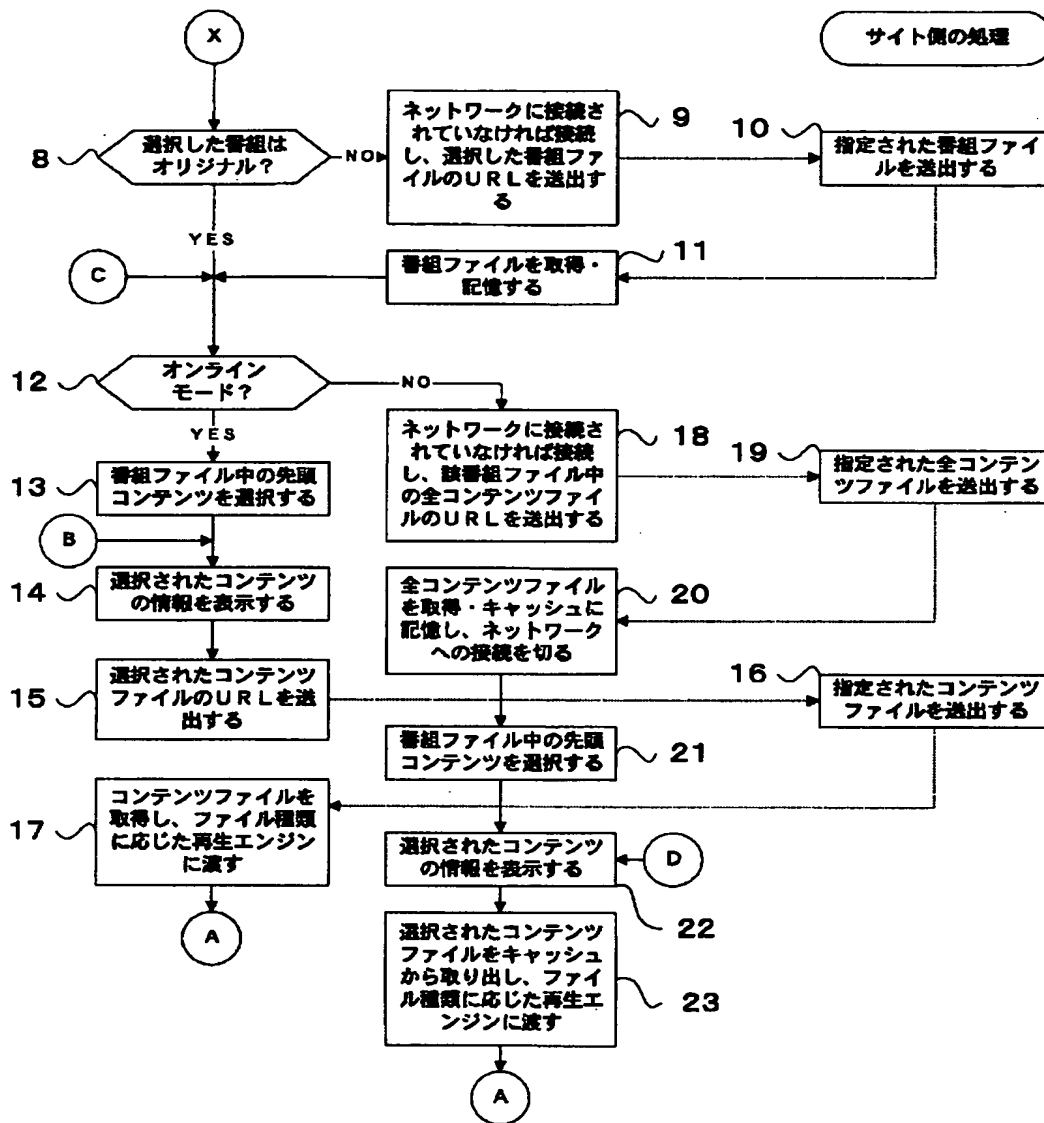 X
サイト側の処理
8
選択した番組は
オリジナル？
NO
ネットワークに接続さ
れていなければ接続
し、選択した番組ファ
イルのURLを送出す
る
9
10
指定された番組ファイ
ルを送出する
YES
C
番組ファイルを取得・
記憶する
11
12
オンライン
モード？
NO
YES
ネットワークに接続さ
れていなければ接続
し、該番組ファイル中
の全コンテンツファイ
ルのURLを送出する
18
19
指定された全コンテン
ツファイルを送出する
13
番組ファイル中の先頭
コンテンツを選択する
B
14
選択されたコンテンツ
の情報を表示する
全コンテンツファイル
を取得・キャッシュに
記憶し、ネットワーク
への接続を切る
20
15
選択されたコンテンツ
ファイルのURLを送
出する
16
指定されたコンテンツ
ファイルを送出する
番組ファイル中の先頭
コンテンツを選択する
21
17
コンテンツファイルを
取得し、ファイル種類
に応じた再生エンジン
に渡す
選択されたコンテンツ
の情報を表示する
D
22
A
選択されたコンテンツ
ファイルをキャッシュ
から取り出し、ファイ
ル種類に応じた再生エ
ンジンに渡す
23
A